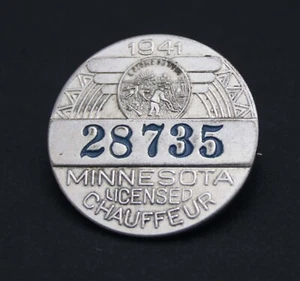 1941
28735
MINNESOTA
LICENSED
CHAUFFEUR